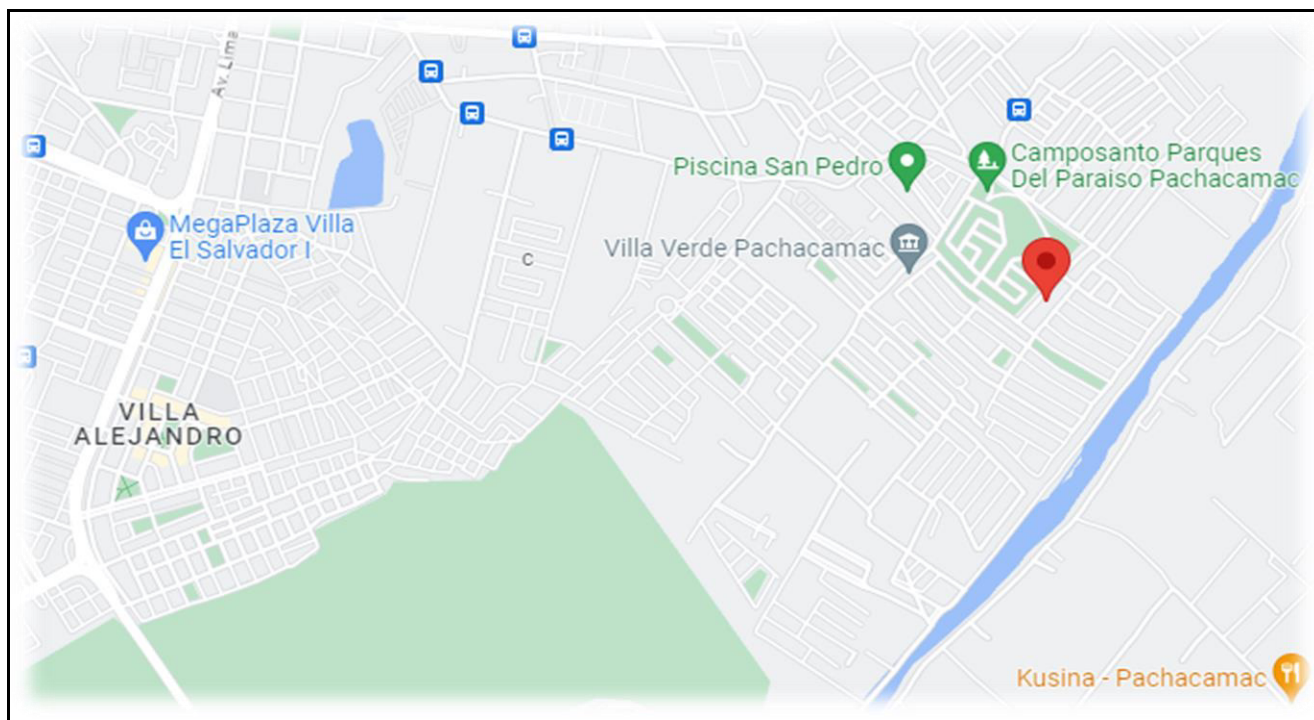 Av. Lima
Piscina San Pedro
Camposanto Parques
Del Paraiso Pachacamac
MegaPlaza Villa
El Salvador I
Villa Verde Pachacamac
C
VILLA
ALEJANDRO
Kusina - Pachacamac